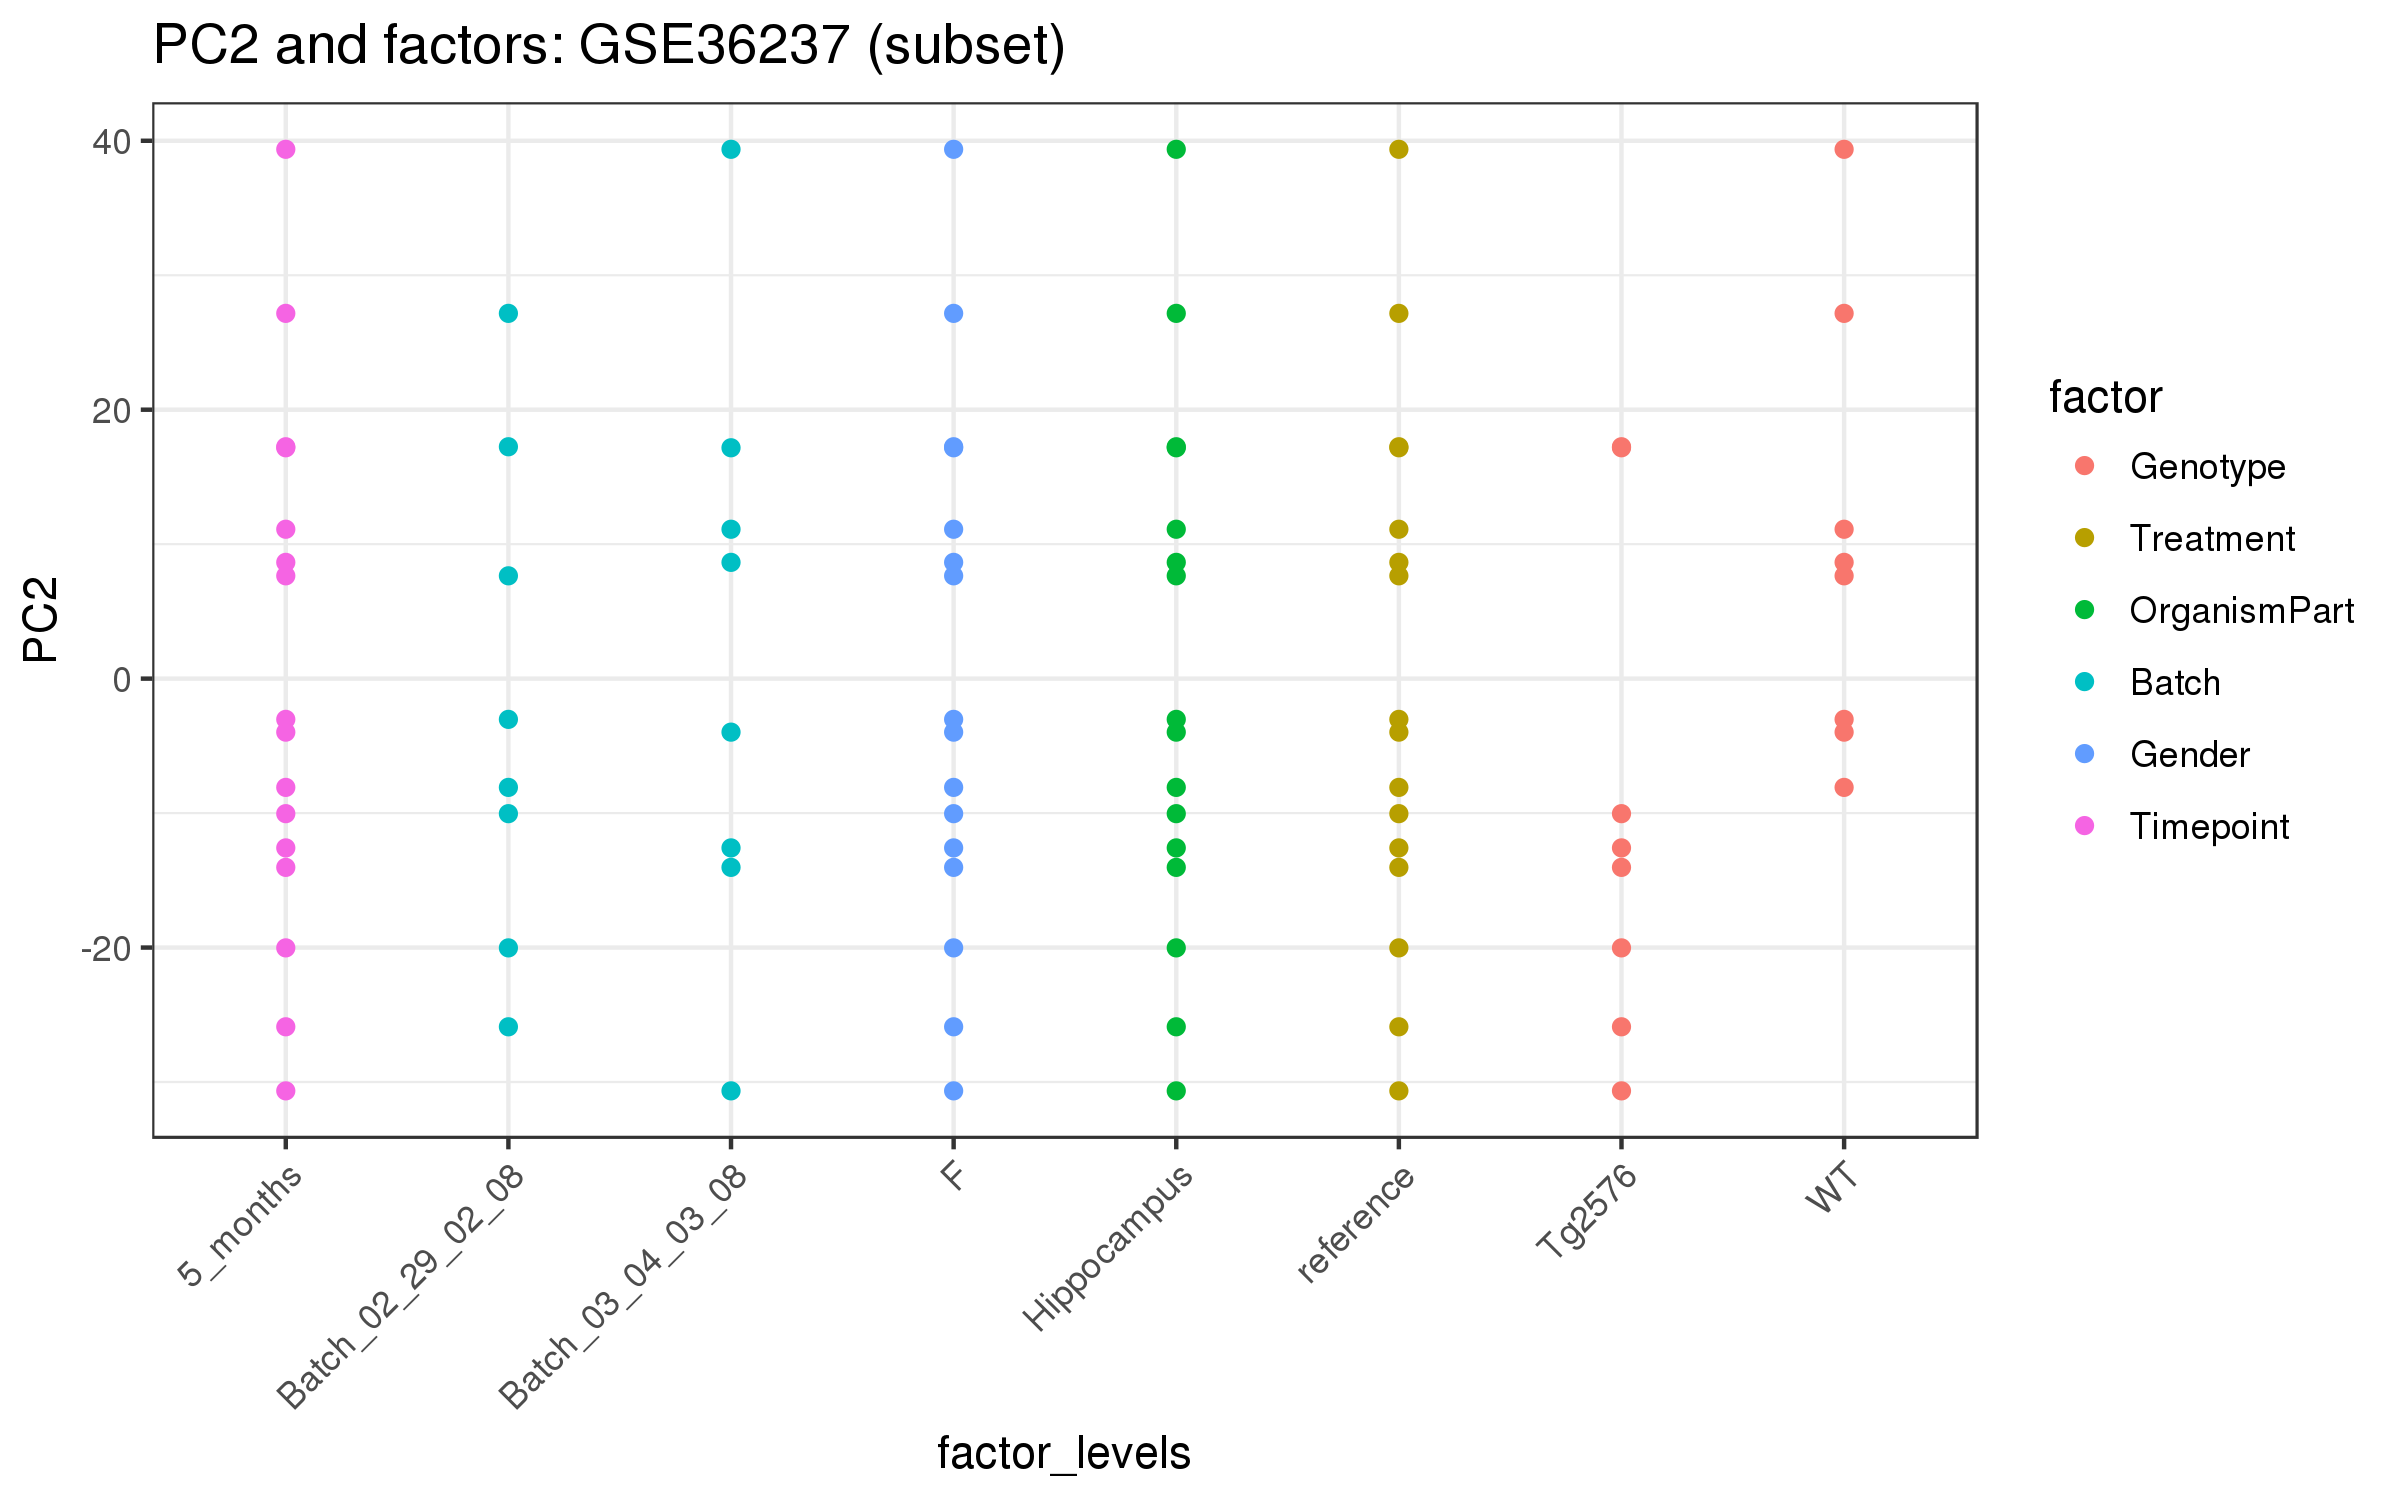 PC2 and factors: GSE36237 (subset)
40
20
0
-20
PC2
5_months
Batch_02_29_02_08
Batch_03_04_03_08
F
Hippocampus
reference
Tg2576
WT
factor_levels
factor
Genotype
Treatment
OrganismPart
Batch
Gender
Timepoint